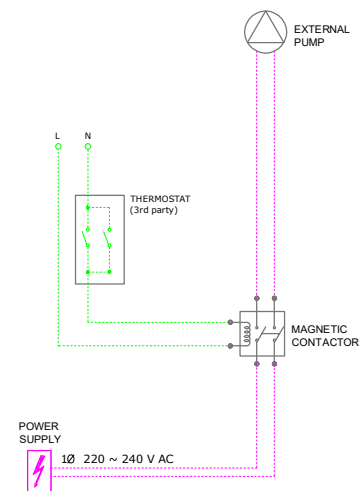 EXTERNAL
PUMP
L N
THERMOSTAT
(3rd party)
MAGNETIC
CONTACTOR
POWER
SUPPLY
1Ø 220 ~ 240 V AC